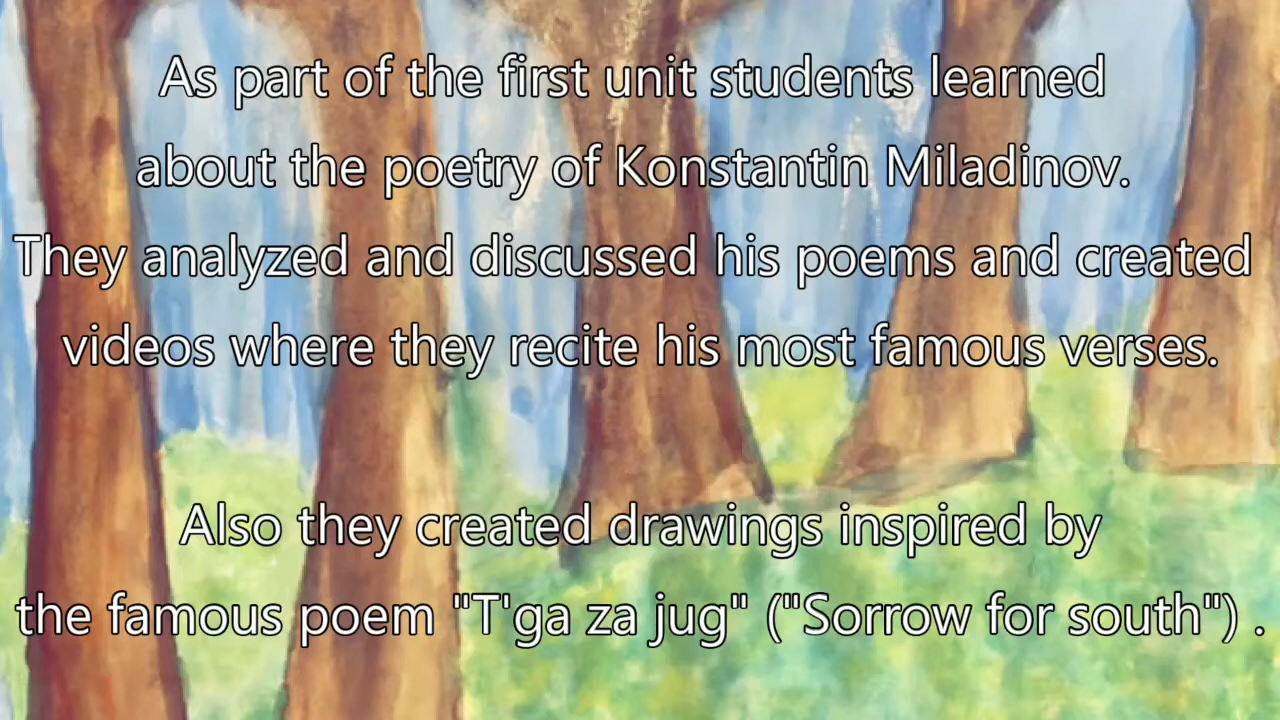 As part of the first unit students learned
about the poetry of Konstantin Miladinov.
They analyzed and discussed his poems and created
videos where they recite his most famous verses.
Also they created drawings inspired by
the famous poem "T'ga za jug" ("Sorrow for south") .